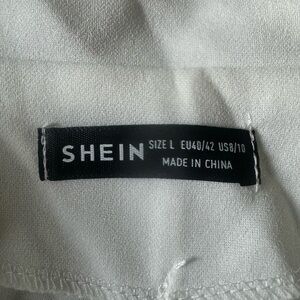 SHEIN SIZE L EU40/42 US8/10
MADE IN CHINA